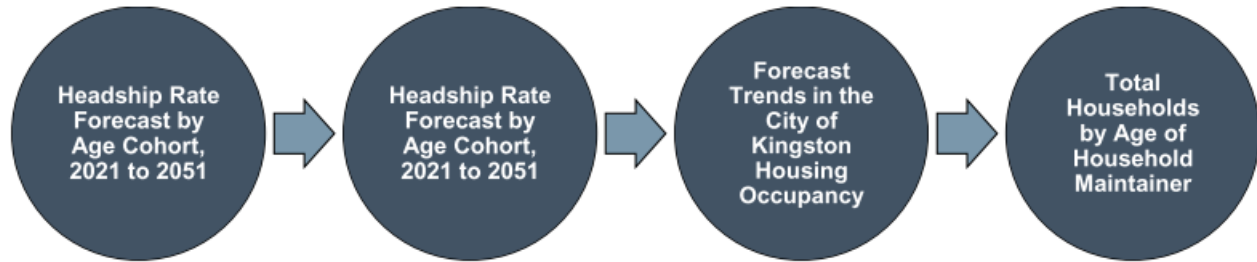 Headship Rate
Forecast by
Age Cohort,
2021 to 2051
Headship Rate
Forecast by
Age Cohort,
2021 to 2051
Forecast
Trends in the
City of
Kingston
Housing
Occupancy
Total
Households
by Age of
Household
Maintainer